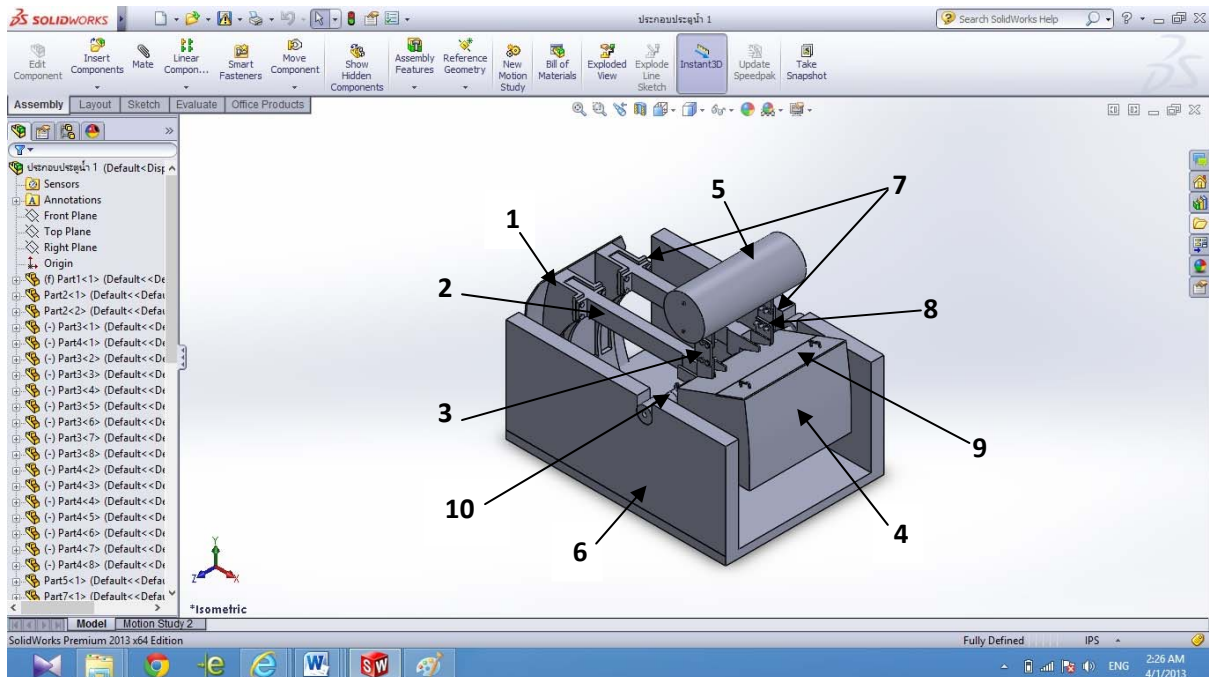 SOLIDWORKS
ประกอบประตูน้ำ 1
Search SolidWorks Help
Edit Component
Insert Components
Mate
Linear Compon...
Smart Fasteners
Move Component
Show Hidden Components
Assembly Features
Reference Geometry
New Motion Study
Bill of Materials
Exploded View
Explode Line Sketch
Instant3D
Update Speedpak
Take Snapshot
Assembly
Layout
Sketch
Evaluate
Office Products
ประกอบประตูน้ำ 1 (Default<Disp
Sensors
Annotations
Front Plane
Top Plane
Right Plane
Origin
(f) Part1<1> (Default<<De
Part2<1> (Default<<Defau
Part2<2> (Default<<Defau
(-) Part3<1> (Default<<De
(-) Part4<1> (Default<<De
(-) Part3<2> (Default<<De
(-) Part3<3> (Default<<De
(-) Part3<4> (Default<<De
(-) Part3<5> (Default<<De
(-) Part3<6> (Default<<De
(-) Part3<7> (Default<<De
(-) Part3<8> (Default<<De
(-) Part4<2> (Default<<De
(-) Part4<3> (Default<<De
(-) Part4<4> (Default<<De
(-) Part4<5> (Default<<De
(-) Part4<6> (Default<<De
(-) Part4<7> (Default<<De
(-) Part4<8> (Default<<De
Part5<1> (Default<<Defau
Part7<1> (Default<<Defau
1
2
3
4
5
6
7
8
9
10
Y
Z
X
*Isometric
Model
Motion Study 2
SolidWorks Premium 2013 x64 Edition
Fully Defined
IPS
ENG
2:26 AM
4/1/2013